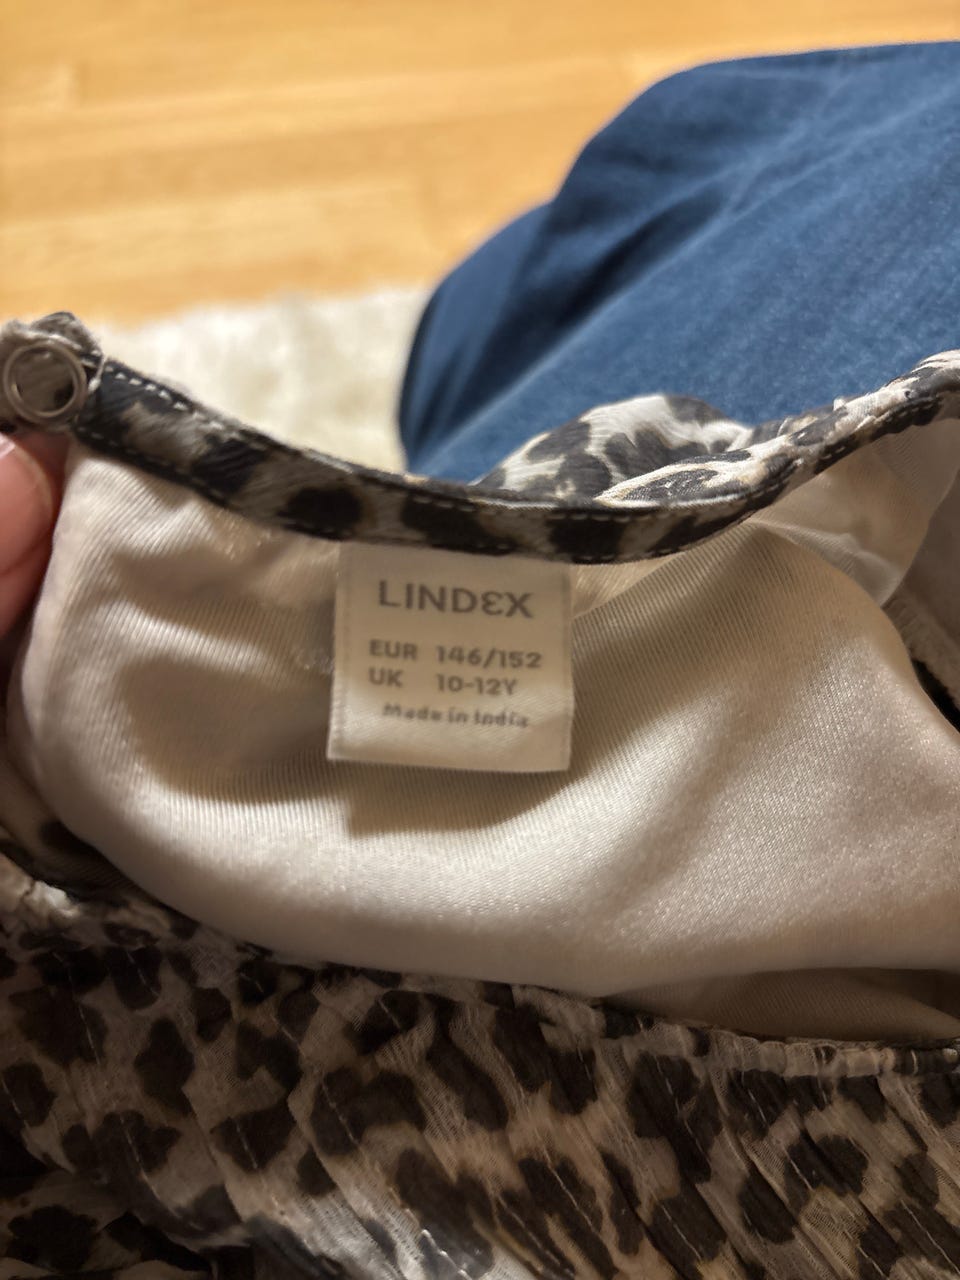 LINDEX
EUR 146/152
UK 10-12Y
Made in India